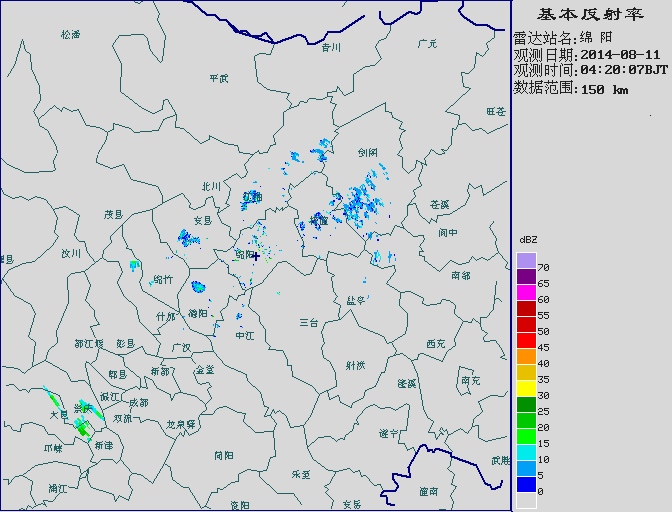 基本反射率
雷达站名:绵 阳
观测日期:2014-08-11
观测时间:04:20:07BJT
数据范围:150 km
松潘
青川
广元
平武
旺苍
剑阁
北川
江油
苍溪
茂县
安县
梓潼
阆中
汶川
绵阳
绵竹
南部
盐亭
什邡
德阳
三台
中江
都江堰
彭县
广汉
西充
射洪
郫县
新都
金堂
蓬溪
南充
温江
成都
崇庆
大邑
双流
龙泉驿
遂宁
邛崃
新津
简阳
武胜
乐至
蒲江
潼南
资阳
安岳
dBZ
70
65
60
55
50
45
40
35
30
25
20
15
10
5
0